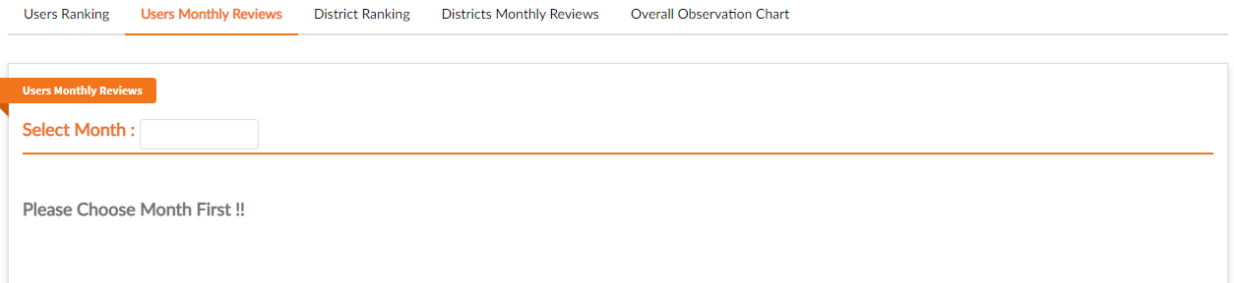 Users Ranking Users Monthly Reviews District Ranking Districts Monthly Reviews Overall Observation Chart
Users Monthly Reviews
Select Month :
Please Choose Month First !!